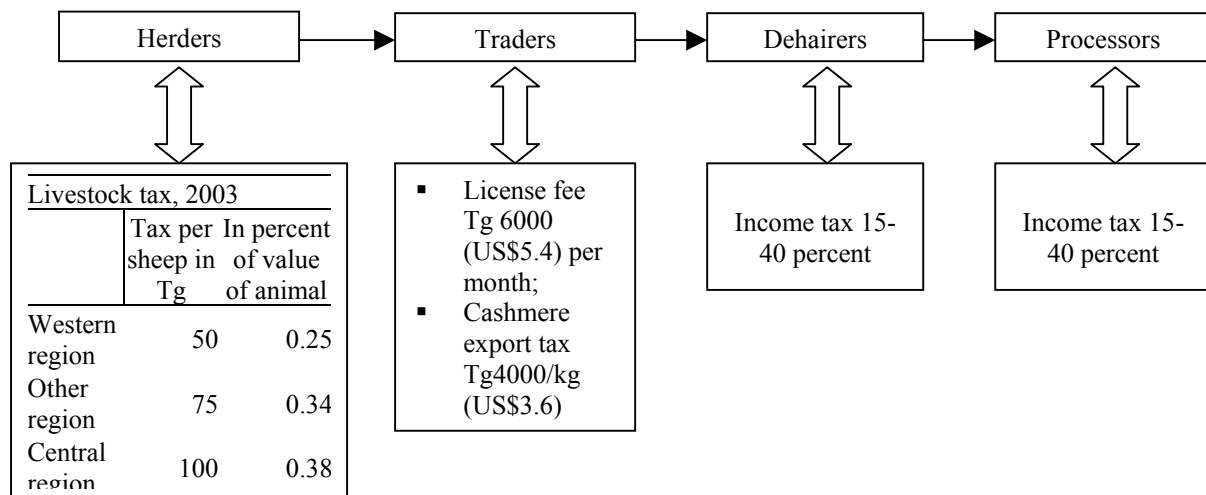 Herders
Traders
Dehairers
Processors
Livestock tax, 2003
Tax per In percent
sheep in of value
Tg of animal
Western
region 50 0.25
Other
region 75 0.34
Central
region 100 0.38
▪ License fee
Tg 6000
(US$5.4) per
month;
▪ Cashmere
export tax
Tg4000/kg
(US$3.6)
Income tax 15-
40 percent
Income tax 15-
40 percent